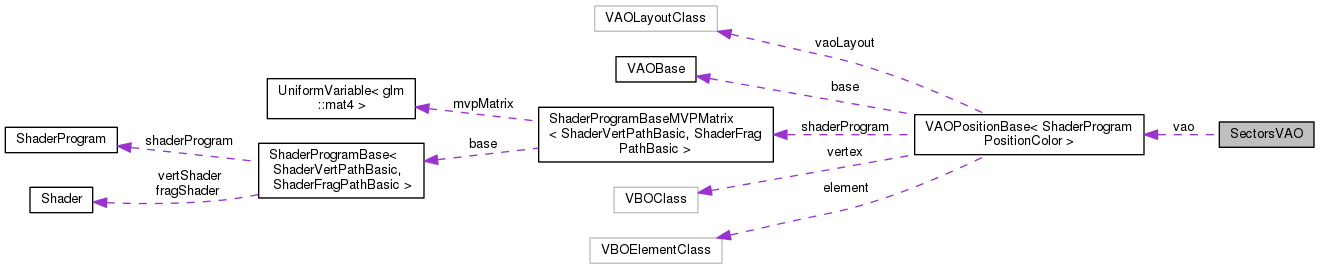 VAOLayoutClass
vaoLayout
VAOBase
base
UniformVariable< glm
::mat4 >
mvpMatrix
ShaderProgramBaseMVPMatrix
< ShaderVertPathBasic, ShaderFrag
PathBasic >
shaderProgram
VAOPositionBase< ShaderProgram
PositionColor >
vao
SectorsVAO
ShaderProgram
shaderProgram
ShaderProgramBase<
ShaderVertPathBasic,
ShaderFragPathBasic >
base
vertex
vertShader
fragShader
Shader
VBOClass
element
VBOElementClass